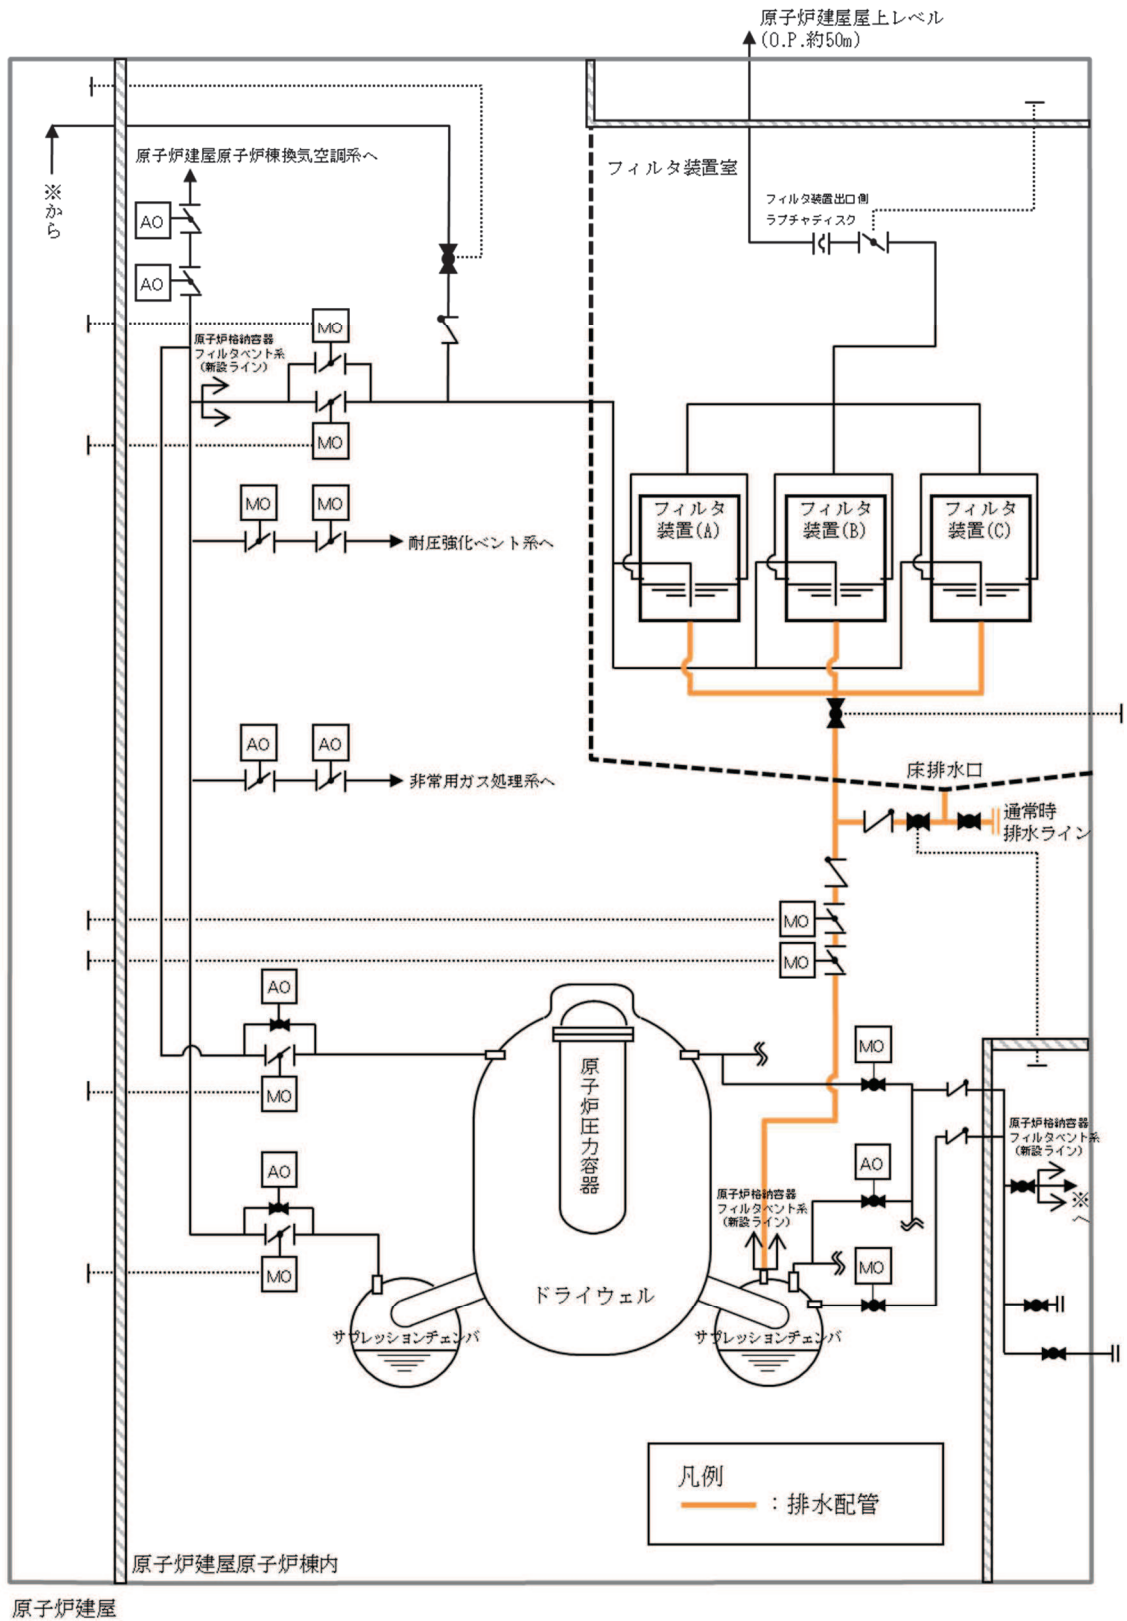 原子炉建屋屋上レベル
(O.P.約50m)
※から
原子炉建屋原子炉棟換気空調系へ
AO
AO
フィルタ装置室
フィルタ装置出口側
ラプチャディスク
MO
原子炉格納容器
フィルタベント系
(新設ライン)
MO
MO
MO
耐圧強化ベント系へ
フィルタ
装置(A)
フィルタ
装置(B)
フィルタ
装置(C)
AO
AO
非常用ガス処理系へ
床排水口
通常時
排水ライン
MO
MO
AO
MO
原子炉圧力容器
MO
原子炉格納容器
フィルタベント系
(新設ライン)
※へ
AO
AO
MO
原子炉格納容器
フィルタベント系
(新設ライン)
MO
ドライウェル
サプレッションチェンバ
サプレッションチェンバ
凡例
：排水配管
原子炉建屋原子炉棟内
原子炉建屋